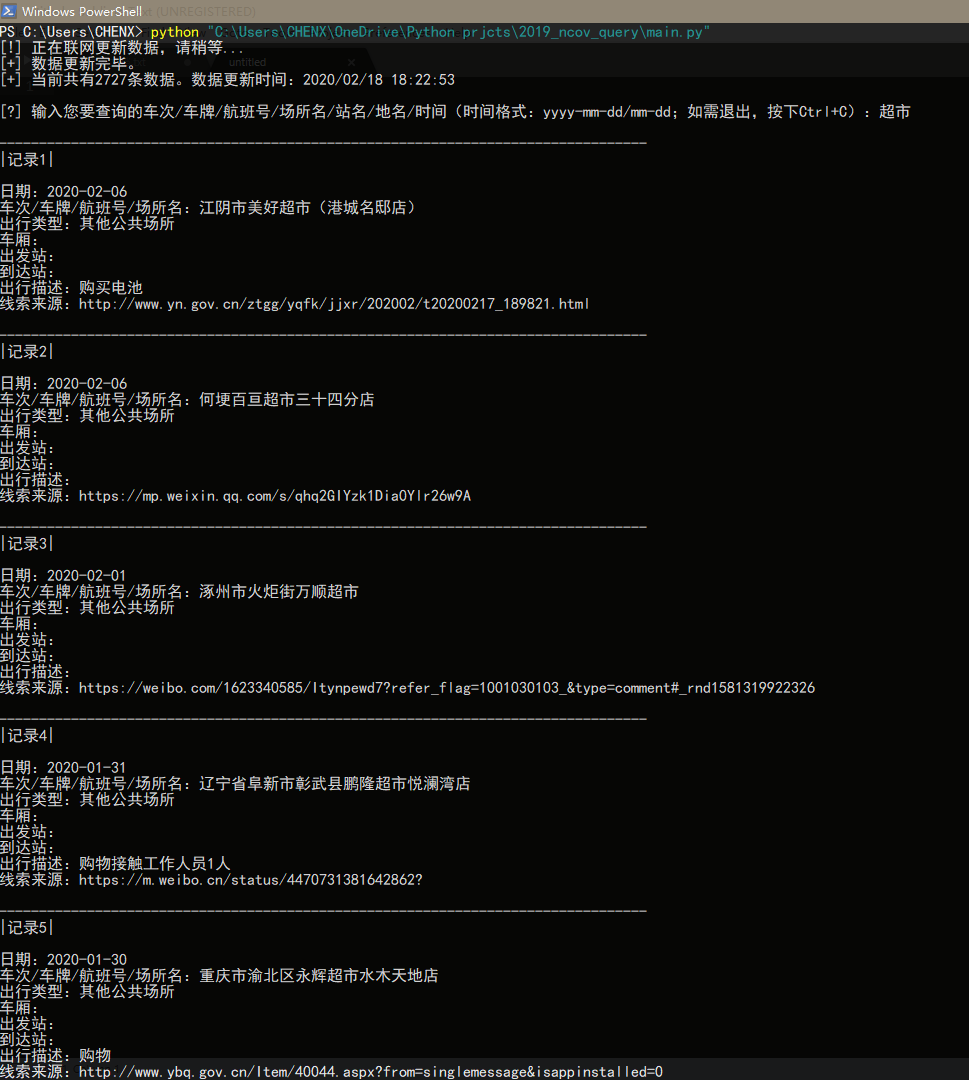 Windows PowerShell
(UNREGISTERED)
PS C:\Users\CHENX> python "C:\Users\CHENX\OneDrive\Python prjcts\2019_ncov_query\main.py"
[!] 正在联网更新数据，请稍等...
[+] 数据更新完毕。
untitled
[+] 当前共有2727条数据。数据更新时间：2020/02/18 18:22:53
[?] 输入您要查询的车次/车牌/航班号/场所名/站名/地名/时间（时间格式：yyyy-mm-dd/mm-dd；如需退出，按下Ctrl+C）：超市
|记录1|
日期：2020-02-06
车次/车牌/航班号/场所名：江阴市美好超市（港城名邸店）
出行类型：其他公共场所
车厢：
出发站：
到达站：
出行描述：购买电池
线索来源：http://www.yn.gov.cn/ztgg/yqfk/jjxr/202002/t20200217_189821.html
|记录2|
日期：2020-02-06
车次/车牌/航班号/场所名：何埂百亘超市三十四分店
出行类型：其他公共场所
车厢：
出发站：
到达站：
出行描述：
线索来源：https://mp.weixin.qq.com/s/qhq2GIYzk1DiaOYlr26w9A
|记录3|
日期：2020-02-01
车次/车牌/航班号/场所名：涿州市火炬街万顺超市
出行类型：其他公共场所
车厢：
出发站：
到达站：
出行描述：
线索来源：https://weibo.com/1623340585/Itynpewd7?refer_flag=1001030103_&type=comment#_rnd1581319922326
|记录4|
日期：2020-01-31
车次/车牌/航班号/场所名：辽宁省阜新市彰武县鹏隆超市悦澜湾店
出行类型：其他公共场所
车厢：
出发站：
到达站：
出行描述：购物接触工作人员1人
线索来源：https://m.weibo.cn/status/4470731381642862?
|记录5|
日期：2020-01-30
车次/车牌/航班号/场所名：重庆市渝北区永辉超市水木天地店
出行类型：其他公共场所
车厢：
出发站：
到达站：
出行描述：购物
线索来源：http://www.ybq.gov.cn/Item/40044.aspx?from=singlemessage&isappinstalled=0